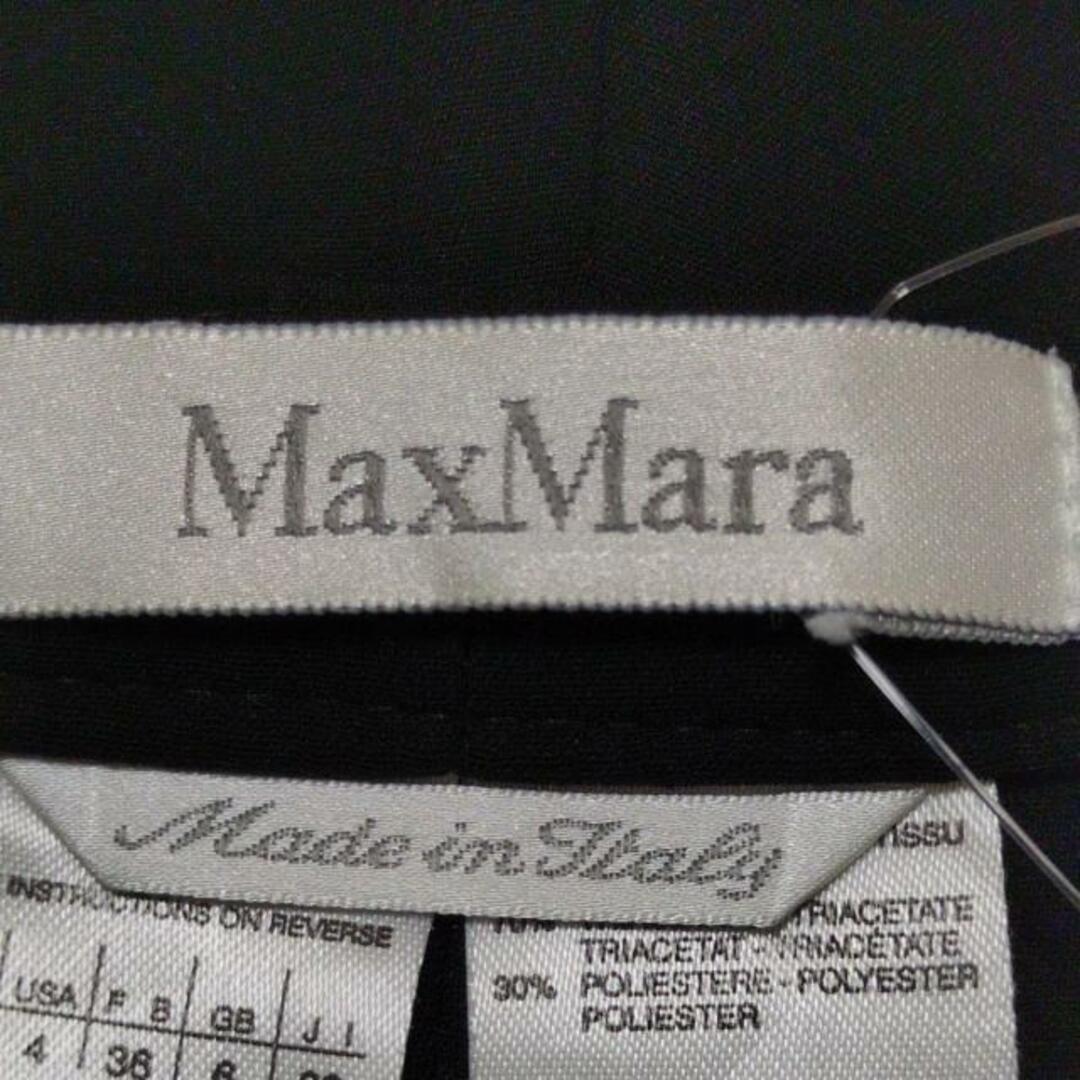 MaxMara
Made in Italy
TISSU
INSTRUCTIONS ON REVERSE
TRIACETATE
TRIACETAT - TRIACÉTATE
30% POLIESTERE - POLYESTER
POLIESTER
USA F B GB J I
4 36 6